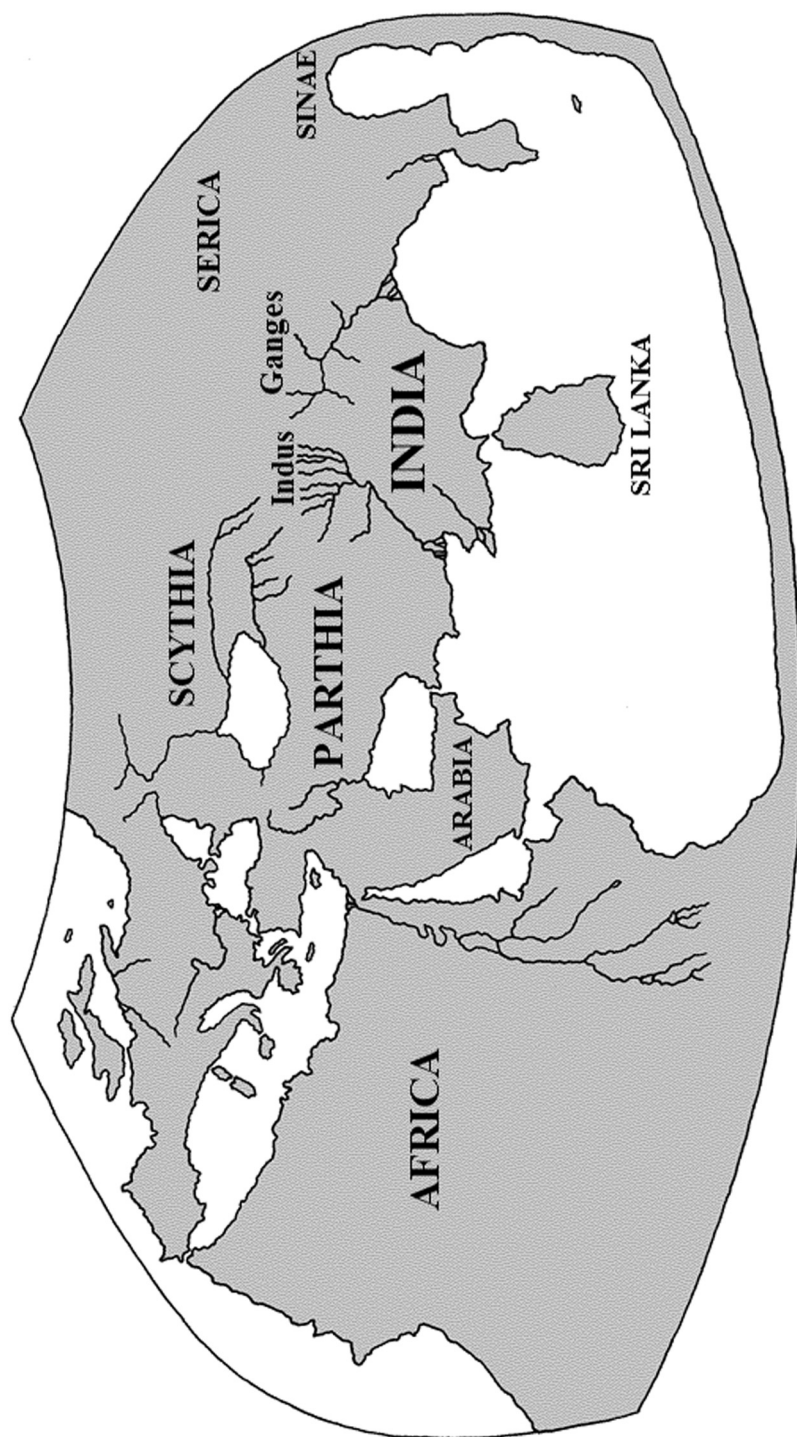 SINAE
SERICA
Ganges
Indus
SCYTHIA
INDIA
PARTHIA
SRI LANKA
ARABIA
AFRICA